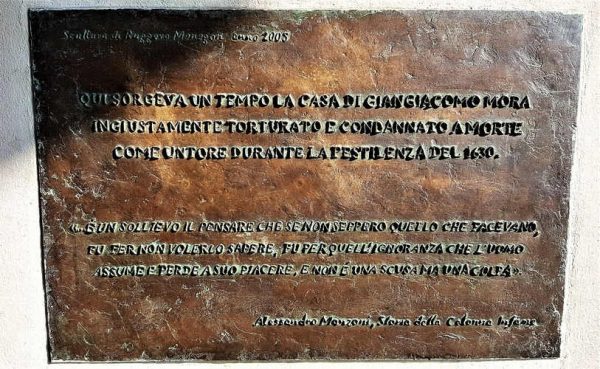 Scultura di Ruggero Menegon Anno 2005
QUI SORGEVA UN TEMPO LA CASA DI GIANGIACOMO MORA
INGIUSTAMENTE TORTURATO E CONDANNATO A MORTE
COME UNTORE DURANTE LA PESTILENZA DEL 1630.
«...È UN SOLLIEVO IL PENSARE CHE SE NON SEPPERO QUELLO CHE FACEVANO,
FU PER NON VOLERLO SAPERE, FU PER QUELL'IGNORANZA CHE L'UOMO
ASSUME E PERDE A SUO PIACERE, E NON É UNA SCUSA MA UNA COLPA».
Alessandro Manzoni, Storia della Colonna Infame